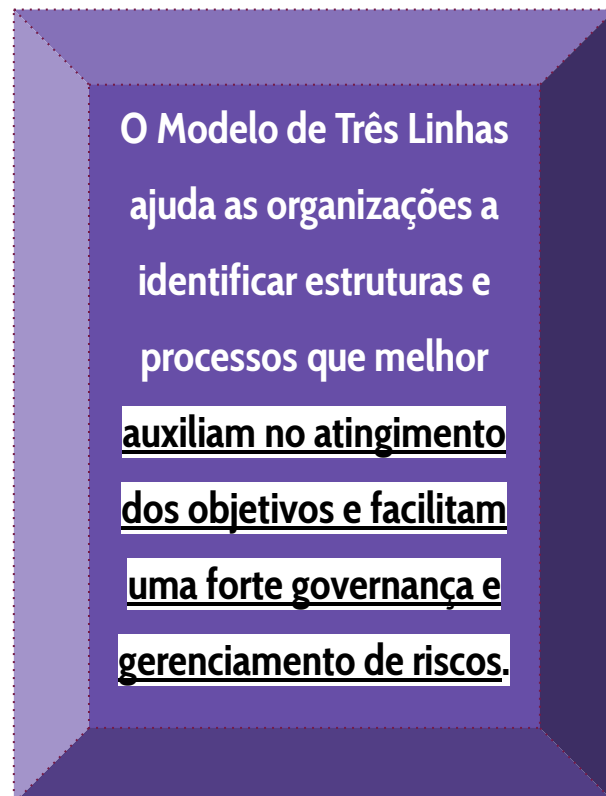 O Modelo de Três Linhas
ajuda as organizações a
identificar estruturas e
processos que melhor
auxiliam no atingimento
dos objetivos e facilitam
uma forte governança e
gerenciamento de riscos.